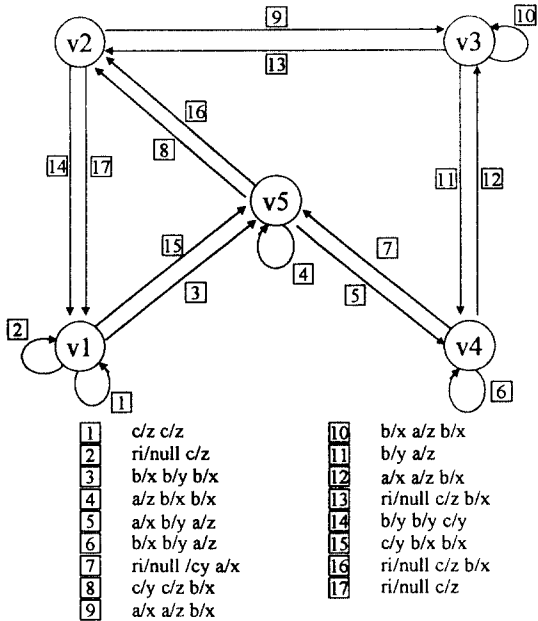 9
10
v2
v3
13
16
14
17
8
11
12
v5
15
7
4
3
5
2
v1
v4
1
6
1 c/z c/z
2 ri/null c/z
3 b/x b/y b/x
4 a/z b/x b/x
5 a/x b/y a/z
6 b/x b/y a/z
7 ri/null /cy a/x
8 c/y c/z b/x
9 a/x a/z b/x
10 b/x a/z b/x
11 b/y a/z
12 a/x a/z b/x
13 ri/null c/z b/x
14 b/y b/y c/y
15 c/y b/x b/x
16 ri/null c/z b/x
17 ri/null c/z